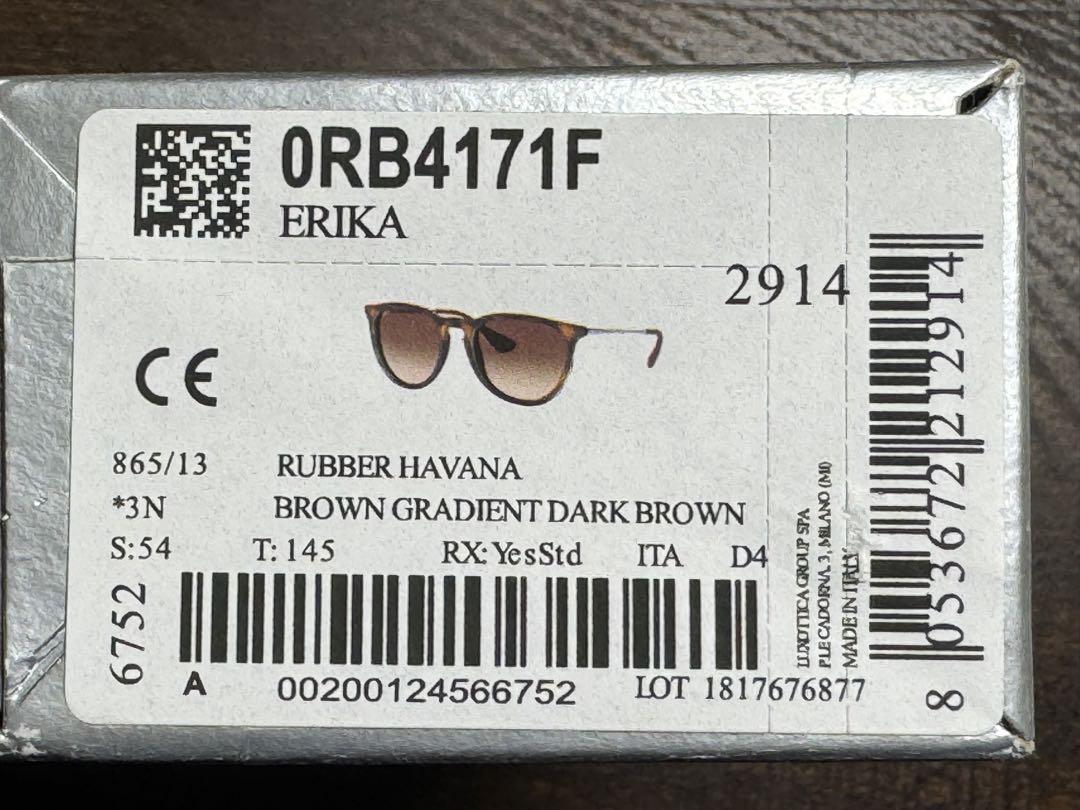 0RB4171F
ERIKA
2914
CE
865/13 RUBBER HAVANA
*3N BROWN GRADIENT DARK BROWN
S:54 T: 145 RX: YesStd ITA D4
6752
A 00200124566752 LOT 1817676877
LUXOTTICA GROUP SPA
PLE CADORNA, 3, MILANO (MI)
MADE IN ITALY
8 053672 212914